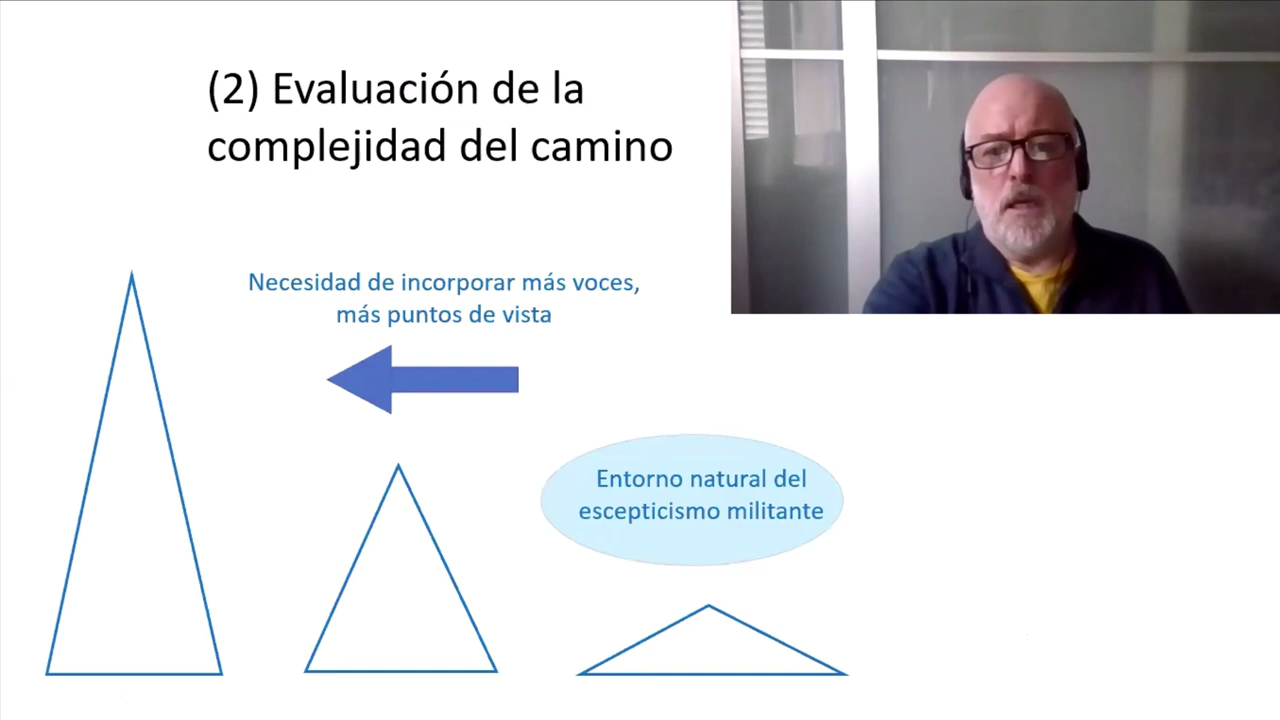 (2) Evaluación de la
complejidad del camino
Necesidad de incorporar más voces,
más puntos de vista
Entorno natural del
escepticismo militante